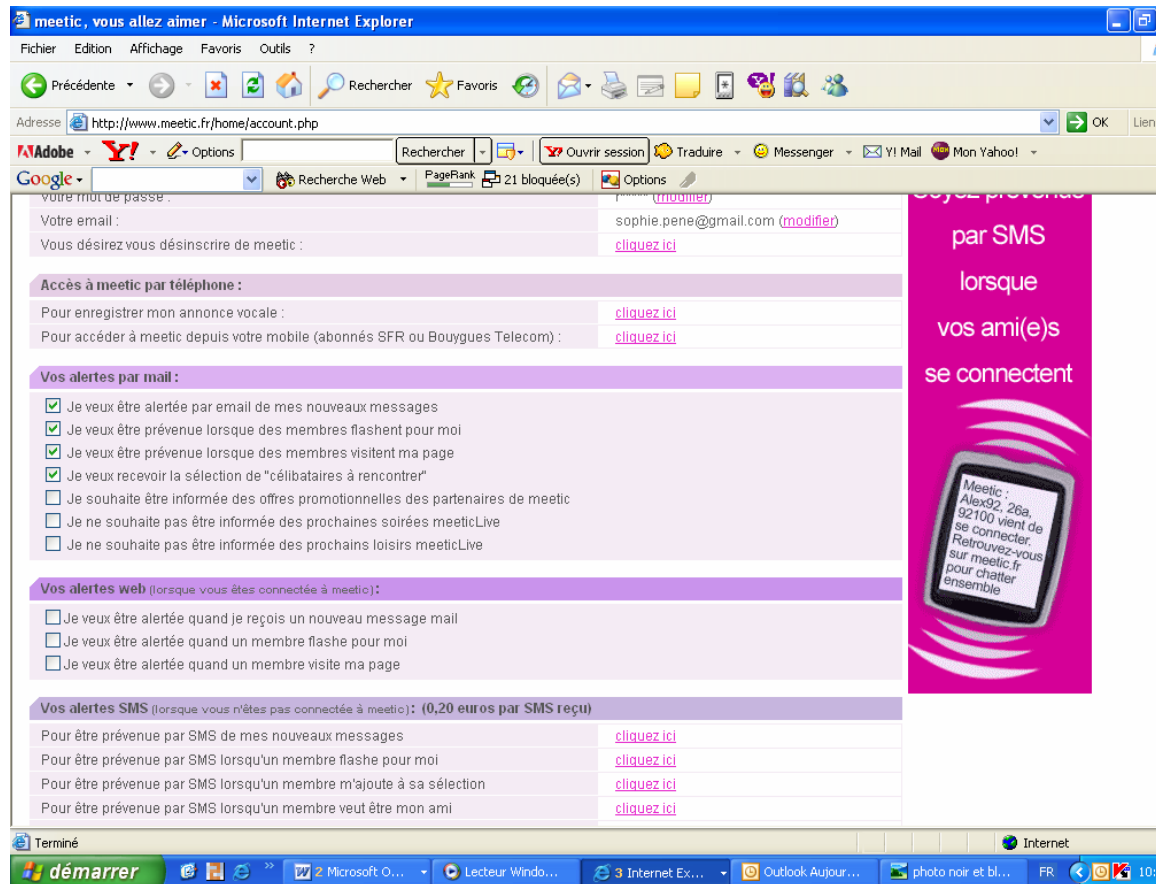 meetic, vous allez aimer - Microsoft Internet Explorer
Fichier Edition Affichage Favoris Outils ?
Précédente Rechercher Favoris
Adresse http://www.meetic.fr/home/account.php OK Lien
Adobe Y! Options Rechercher Ouvrir session Traduire Messenger Y! Mail Mon Yahoo!
Google Recherche Web PageRank 21 bloquée(s) Options
Votre mot de passe : (modifier)
Votre email : sophie.pene@gmail.com (modifier)
Vous désirez vous désinscrire de meetic : cliquez ici
Accès à meetic par téléphone :
Pour enregistrer mon annonce vocale : cliquez ici
Pour accéder à meetic depuis votre mobile (abonnés SFR ou Bouygues Telecom) : cliquez ici
Vos alertes par mail :
Je veux être alertée par email de mes nouveaux messages
Je veux être prévenue lorsque des membres flashent pour moi
Je veux être prévenue lorsque des membres visitent ma page
Je veux recevoir la sélection de "célibataires à rencontrer"
Je souhaite être informée des offres promotionnelles des partenaires de meetic
Je ne souhaite pas être informée des prochaines soirées meeticLive
Je ne souhaite pas être informée des prochains loisirs meeticLive
Vos alertes web (lorsque vous êtes connectée à meetic) :
Je veux être alertée quand je reçois un nouveau message mail
Je veux être alertée quand un membre flashe pour moi
Je veux être alertée quand un membre visite ma page
Vos alertes SMS (lorsque vous n'êtes pas connectée à meetic) : (0,20 euros par SMS reçu)
Pour être prévenue par SMS de mes nouveaux messages cliquez ici
Pour être prévenue par SMS lorsqu'un membre flashe pour moi cliquez ici
Pour être prévenue par SMS lorsqu'un membre m'ajoute à sa sélection cliquez ici
Pour être prévenue par SMS lorsqu'un membre veut être mon ami cliquez ici
Soyez prévenus
par SMS
lorsque
vos ami(e)s
se connectent
Meetic :
Alex92, 26a,
92100 vient de
se connecter.
Retrouvez-vous
sur meetic.fr
pour chatter
ensemble
Terminé Internet
démarrer 2 Microsoft O... Lecteur Windo... 3 Internet Ex... Outlook Aujour... photo noir et bl... FR 10: